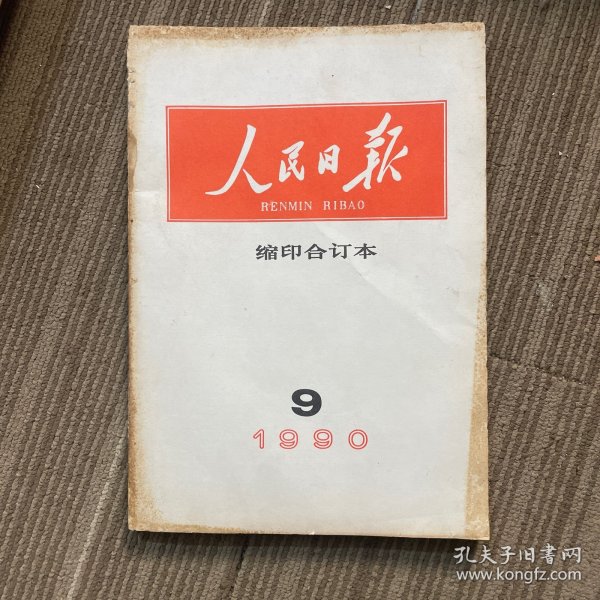 人民日报
RENMIN RIBAO
缩印合订本
9
1990
孔夫子旧书网
www.kongfz.com